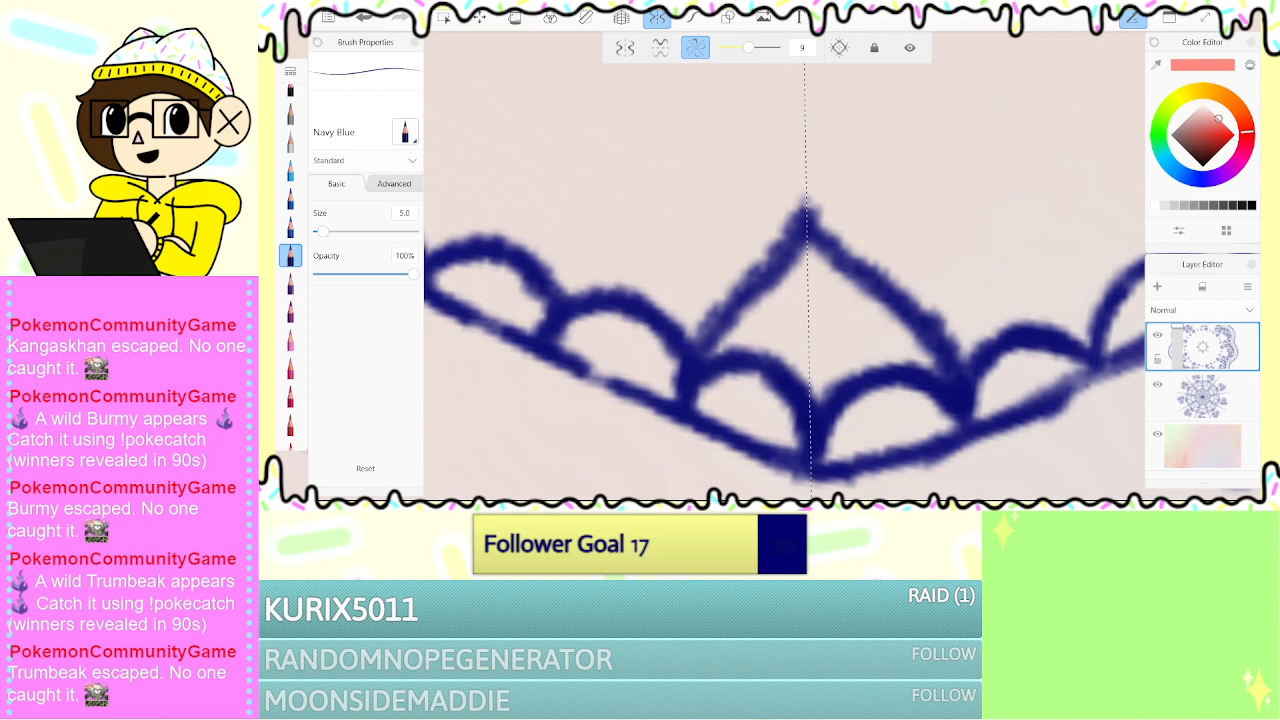 Brush Properties
9
Color Editor
Navy Blue
Standard
Basic
Advanced
Size
5.0
Opacity
100%
Reset
Layer Editor
Normal
PokemonCommunityGame
Kangaskhan escaped. No one
caught it.
PokemonCommunityGame
A wild Burmy appears
Catch it using !pokecatch
(winners revealed in 90s)
PokemonCommunityGame
Burmy escaped. No one
caught it.
PokemonCommunityGame
A wild Trumbeak appears
Catch it using !pokecatch
(winners revealed in 90s)
PokemonCommunityGame
Trumbeak escaped. No one
caught it.
Follower Goal 17
KURIX5011
RAID (1)
RANDOMNOPEGENERATOR
FOLLOW
MOONSIDEMADDIE
FOLLOW